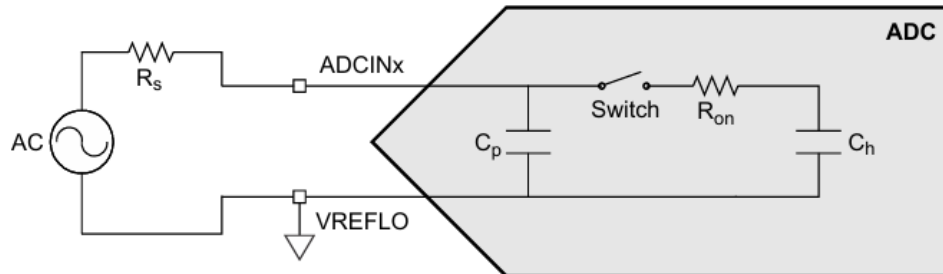 ADC
ADCINx
Rs
Switch
Ron
AC
Cp
Ch
VREFLO